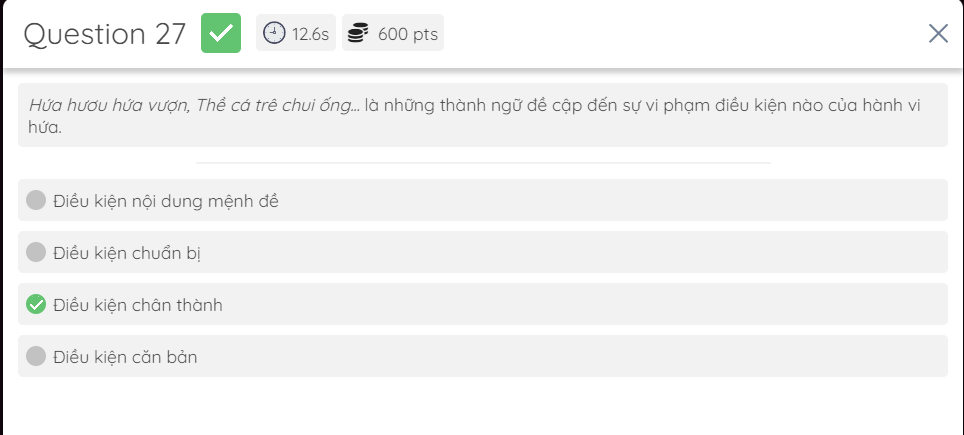 Question 27 12.6s 600 pts
Hứa hươu hứa vượn, Thề cá trê chui ống... là những thành ngữ đề cập đến sự vi phạm điều kiện nào của hành vi
hứa.
Điều kiện nội dung mệnh đề
Điều kiện chuẩn bị
Điều kiện chân thành
Điều kiện căn bản